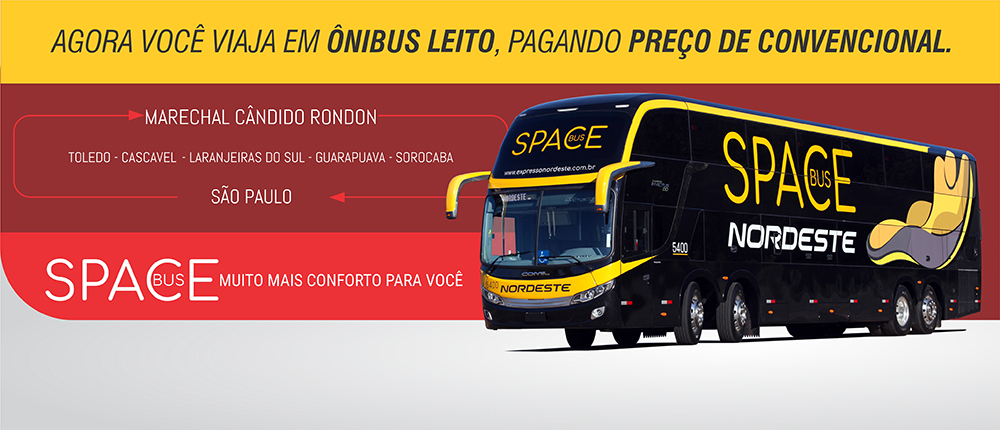 AGORA VOCÊ VIAJA EM ÔNIBUS LEITO, PAGANDO PREÇO DE CONVENCIONAL.
MARECHAL CÂNDIDO RONDON
TOLEDO - CASCAVEL - LARANJEIRAS DO SUL - GUARAPUAVA - SOROCABA
SÃO PAULO
SPACE BUS MUITO MAIS CONFORTO PARA VOCÊ
SPACE BUS
www.expressonordeste.com.br
NORDESTE
COMIL
5400 NORDESTE
5400
SPACE BUS
NORDESTE